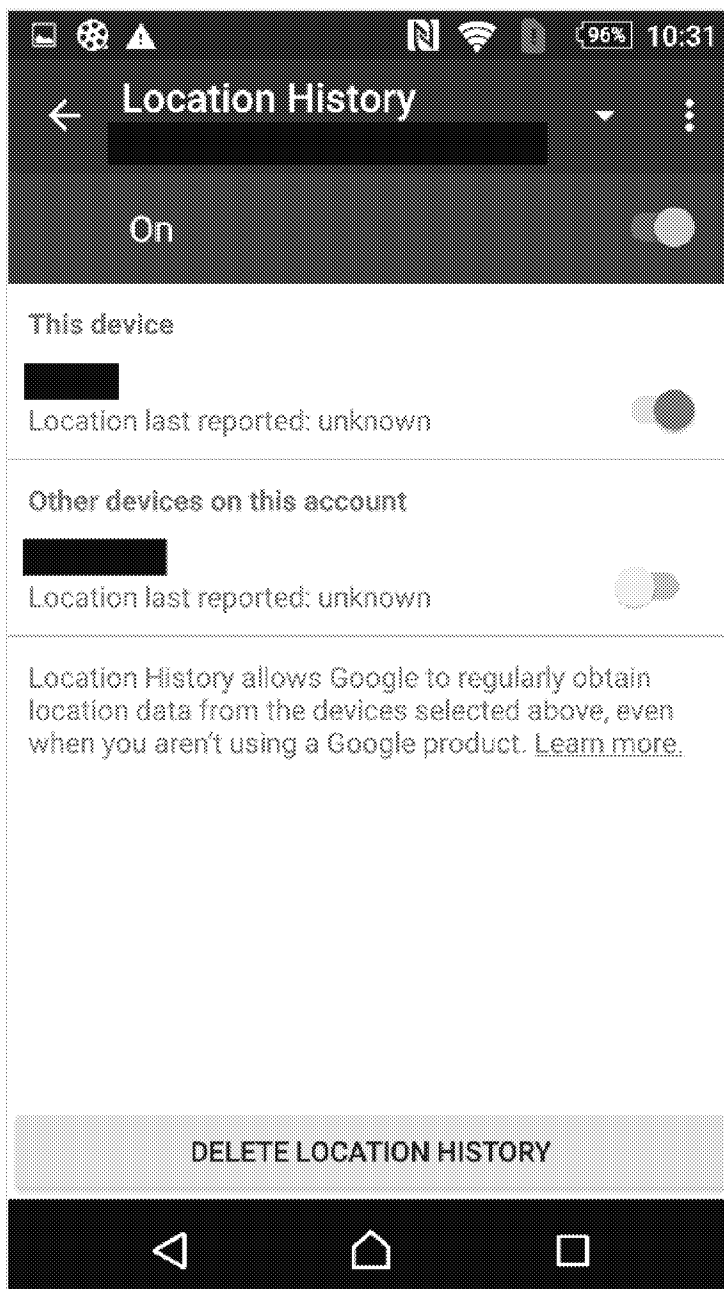 96% 10:31
Location History
On
This device
Location last reported: unknown
Other devices on this account
Location last reported: unknown
Location History allows Google to regularly obtain
location data from the devices selected above, even
when you aren't using a Google product. Learn more.
DELETE LOCATION HISTORY